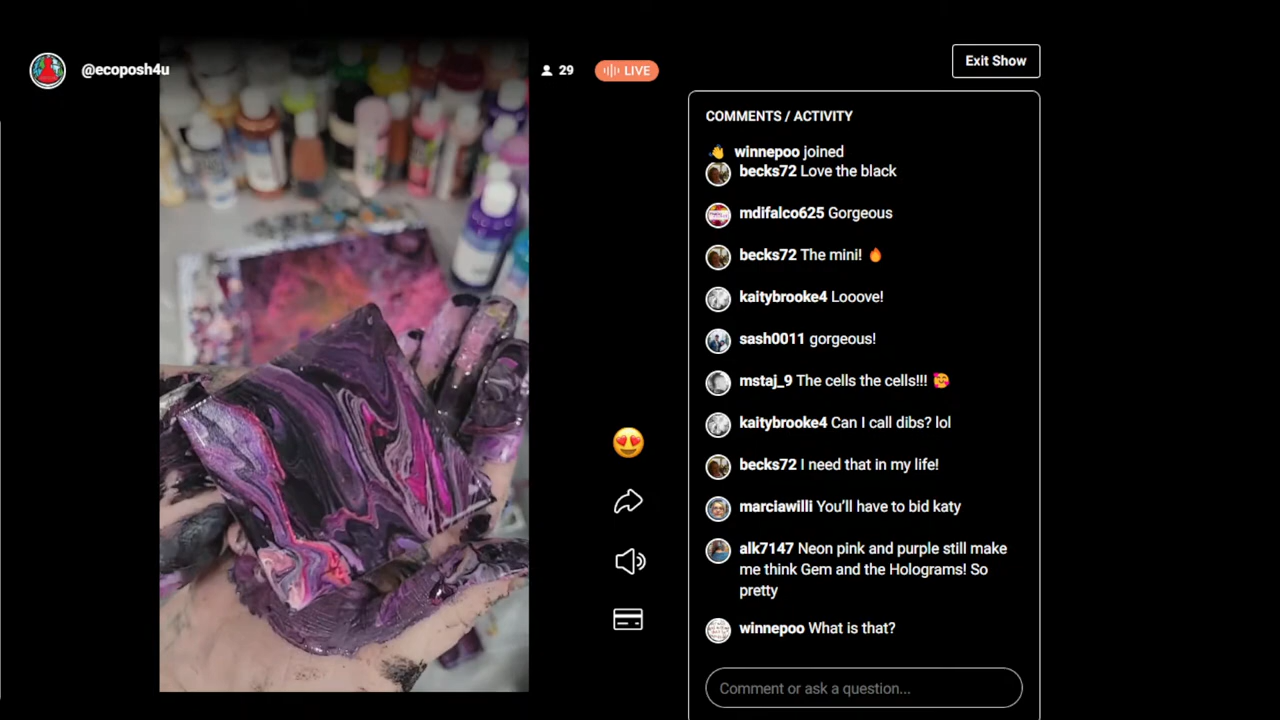 @ecoposh4u
29
LIVE
Exit Show
COMMENTS / ACTIVITY
winnepoo joined
becks72 Love the black
mdifalco625 Gorgeous
becks72 The mini!
kaitybrooke4 Looove!
sash0011 gorgeous!
mstaj_9 The cells the cells!!!
kaitybrooke4 Can I call dibs? lol
becks72 I need that in my life!
marciawilli You'll have to bid katy
alk7147 Neon pink and purple still make
me think Gem and the Holograms! So
pretty
winnepoo What is that?
Comment or ask a question...